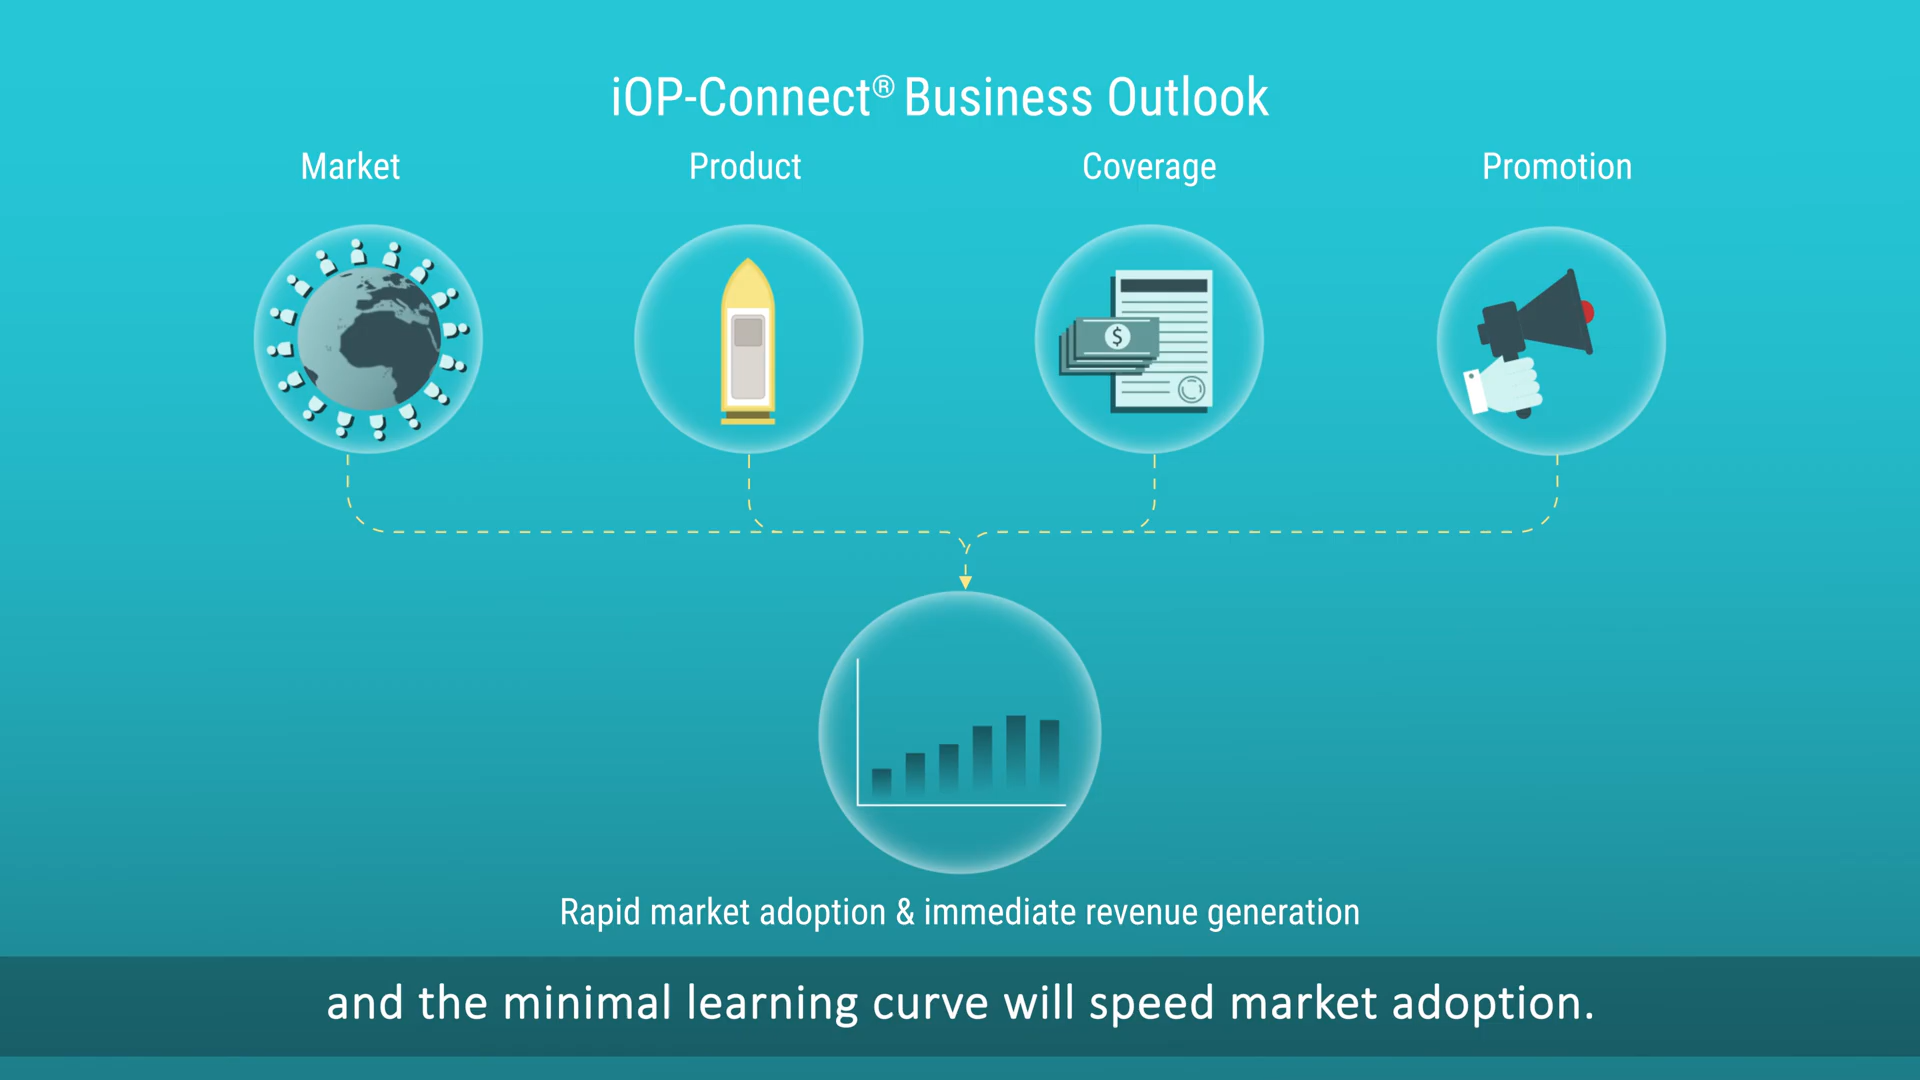 iOP-Connect® Business Outlook
Market
Product
Coverage
Promotion
$
Rapid market adoption & immediate revenue generation
and the minimal learning curve will speed market adoption.